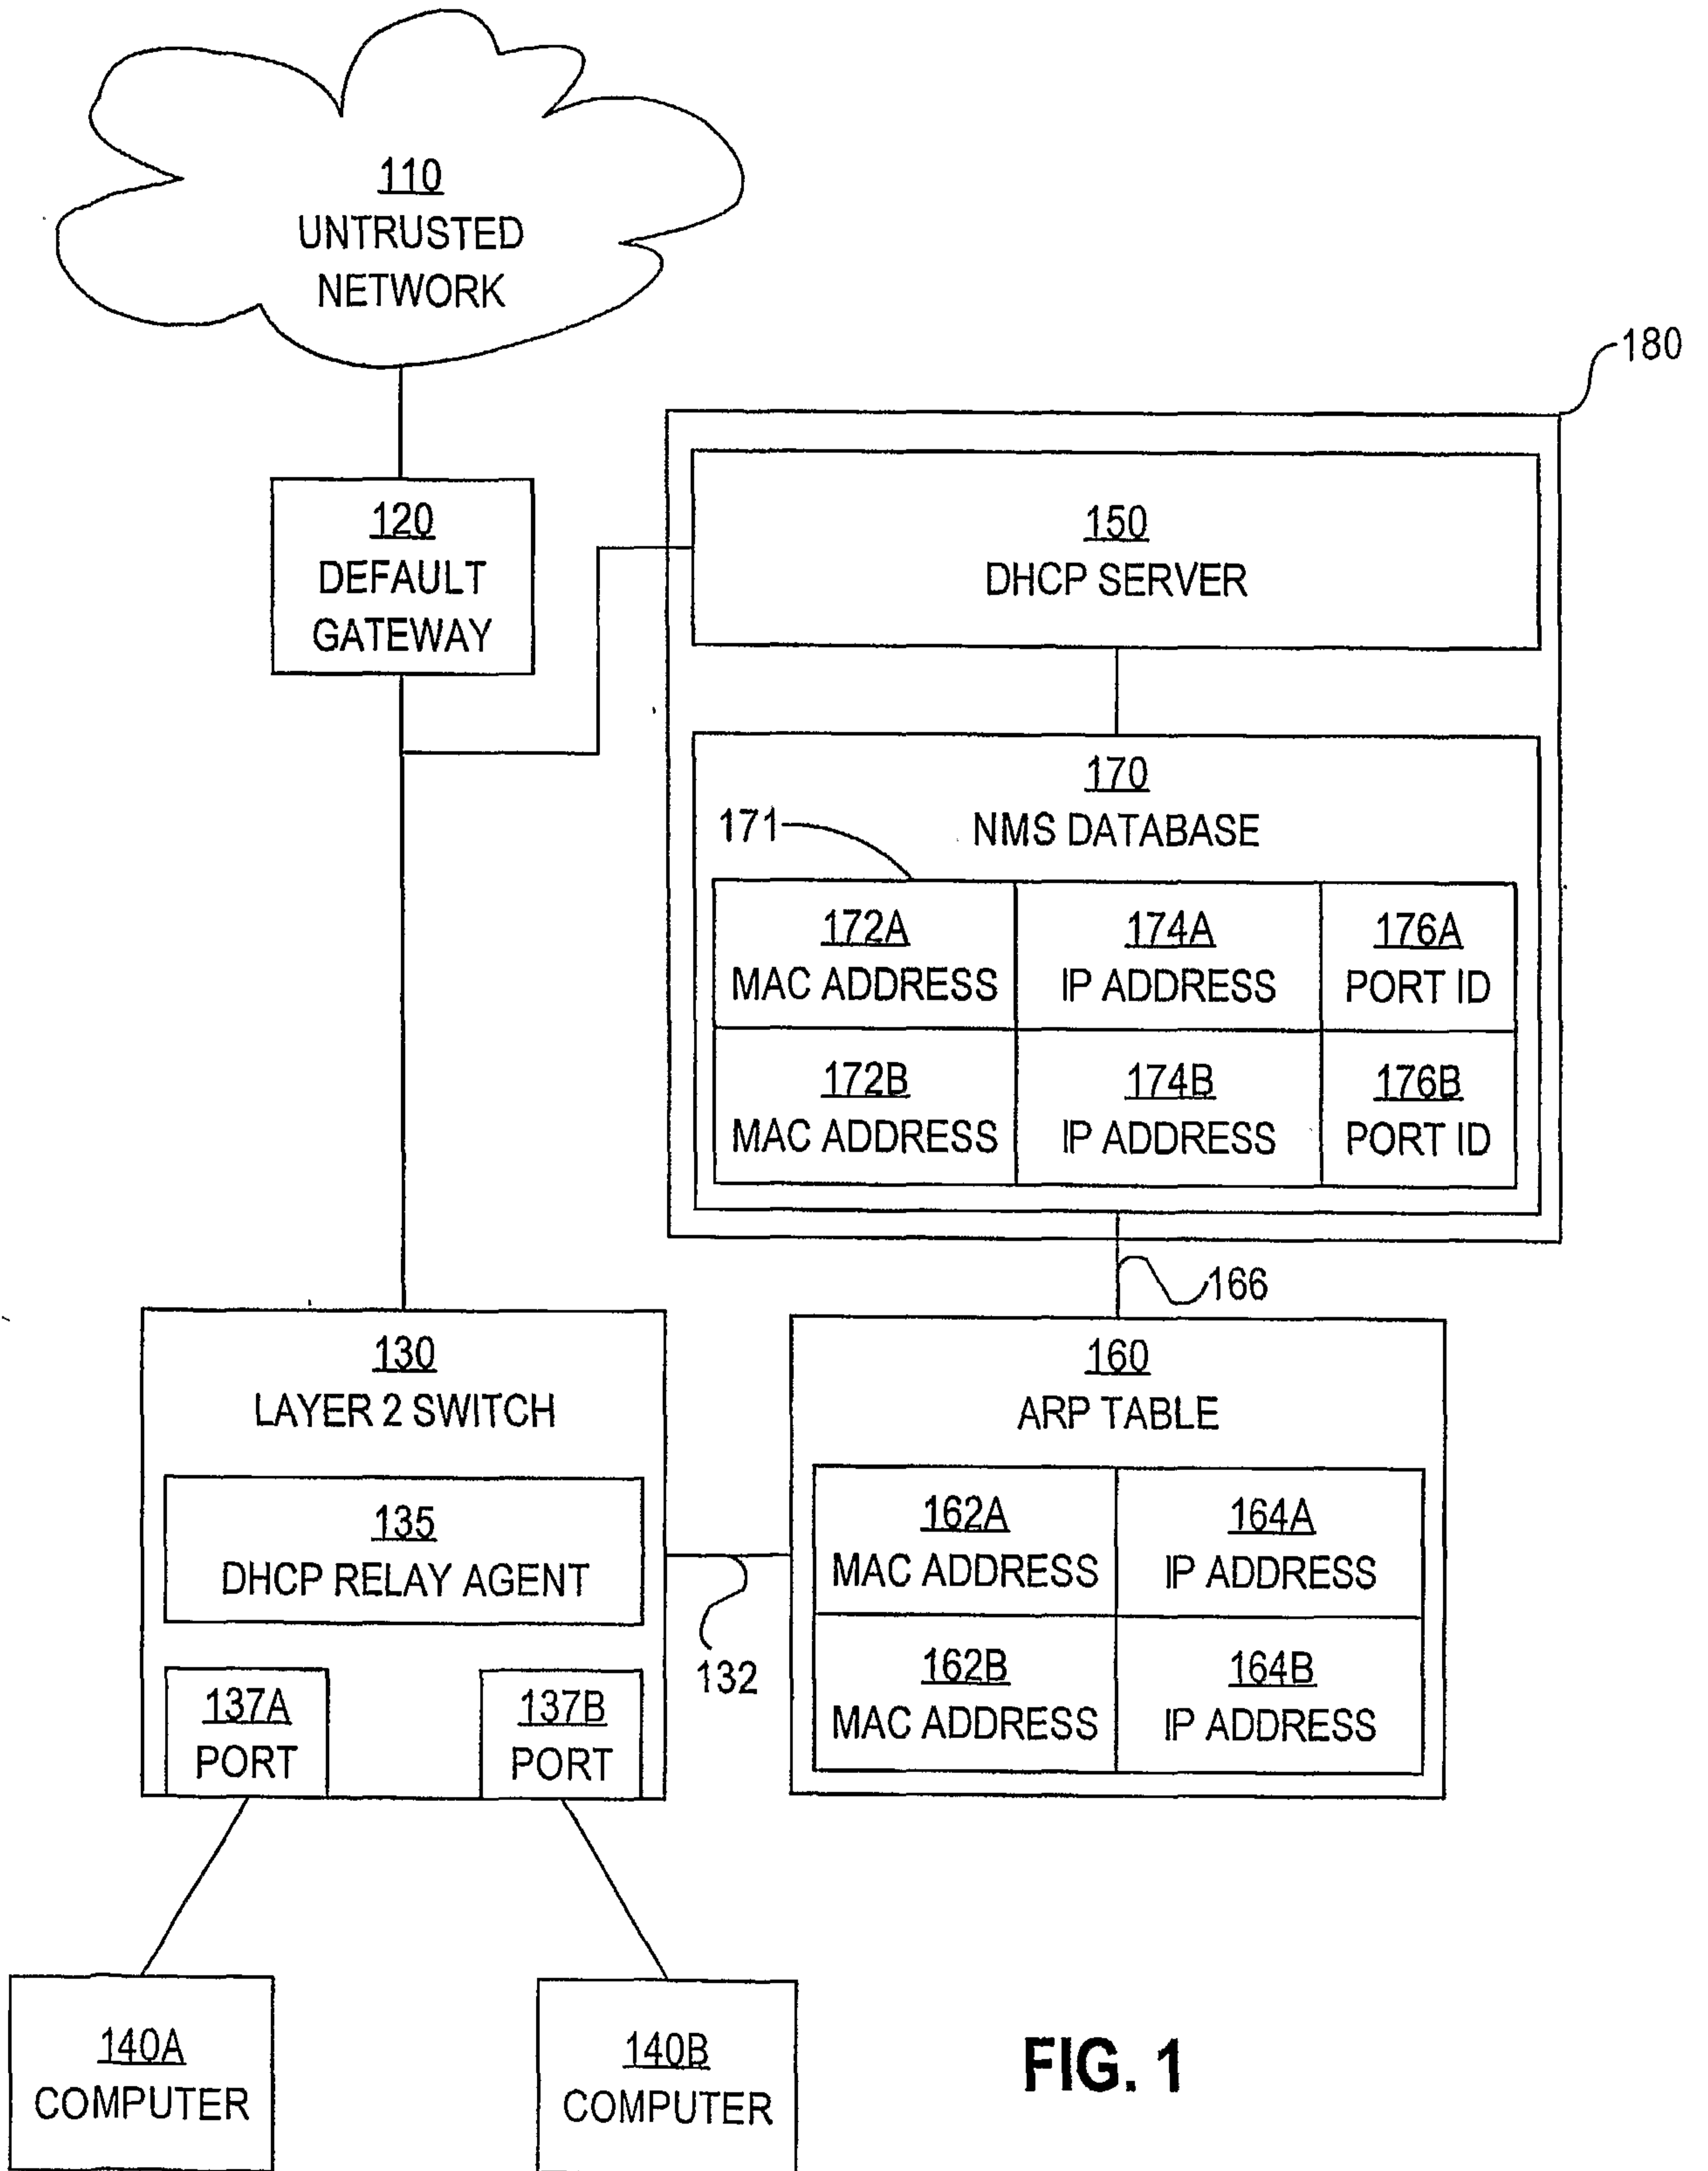 110
UNTRUSTED
NETWORK
180
120
DEFAULT
GATEWAY
150
DHCP SERVER
170
NMS DATABASE
171
172A
MAC ADDRESS
174A
IP ADDRESS
176A
PORT ID
172B
MAC ADDRESS
174B
IP ADDRESS
176B
PORT ID
166
130
LAYER 2 SWITCH
135
DHCP RELAY AGENT
137A
PORT
137B
PORT
132
160
ARP TABLE
162A
MAC ADDRESS
164A
IP ADDRESS
162B
MAC ADDRESS
164B
IP ADDRESS
140A
COMPUTER
140B
COMPUTER
FIG. 1